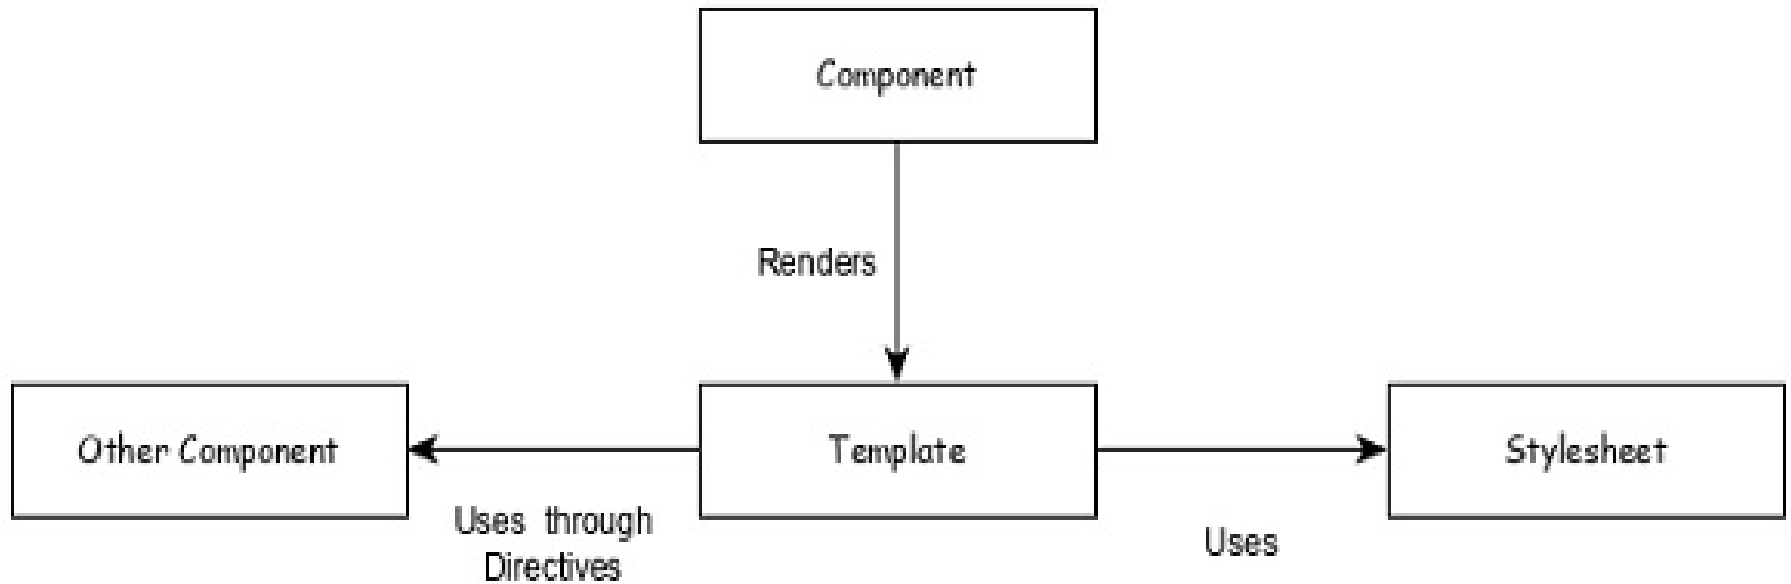 Component
Renders
Other Component
Template
Stylesheet
Uses through
Directives
Uses